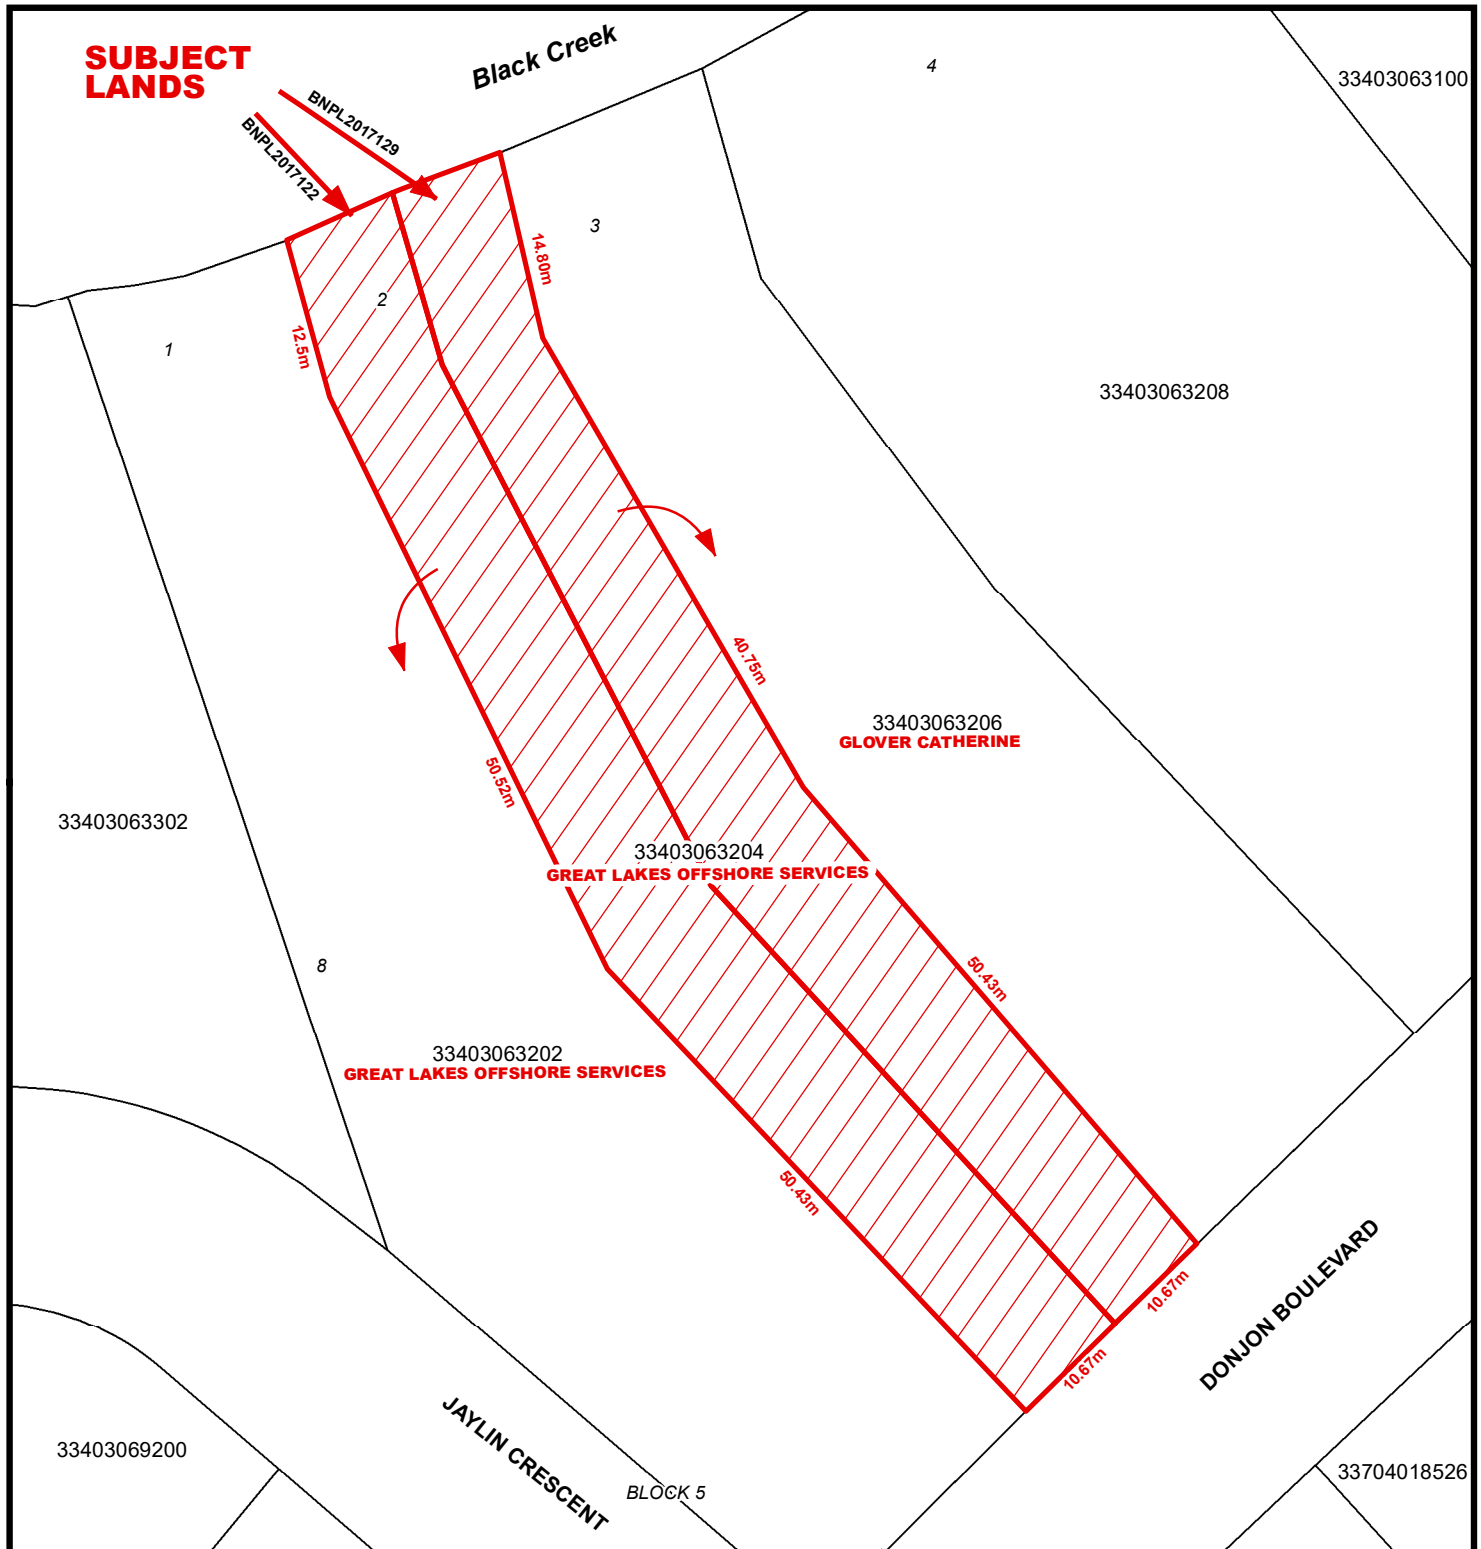 SUBJECT
LANDS
Black Creek
4
33403063100
BNPL2017129
BNPL2017122
3
14.80m
2
12.5m
1
33403063208
40.75m
33403063206
GLOVER CATHERINE
50.52m
33403063302
33403063204
GREAT LAKES OFFSHORE SERVICES
8
50.43m
33403063202
GREAT LAKES OFFSHORE SERVICES
50.43m
10.67m
DONJON BOULEVARD
10.67m
JAYLIN CRESCENT
33403069200
BLOCK 5
33704018526